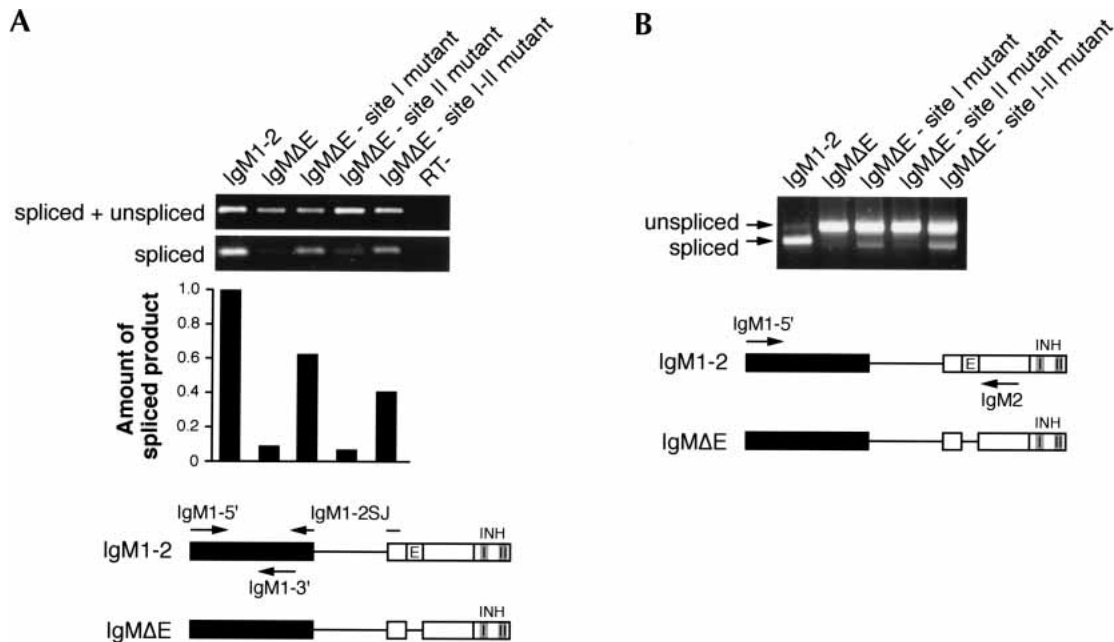 A
IgM1-2
IgMΔE
IgMΔE - site I mutant
IgMΔE - site II mutant
IgMΔE - site I-II mutant
RT-
spliced + unspliced
spliced
Amount of
spliced product
1.0
0.8
0.6
0.4
0.2
0
IgM1-5'
IgM1-2SJ
INH
IgM1-2
E
IgM1-3'
INH
IgMΔE
B
IgM1-2
IgMΔE
IgMΔE - site I mutant
IgMΔE - site II mutant
IgMΔE - site I-II mutant
unspliced
spliced
IgM1-5'
INH
IgM1-2
E
IgM2
INH
IgMΔE